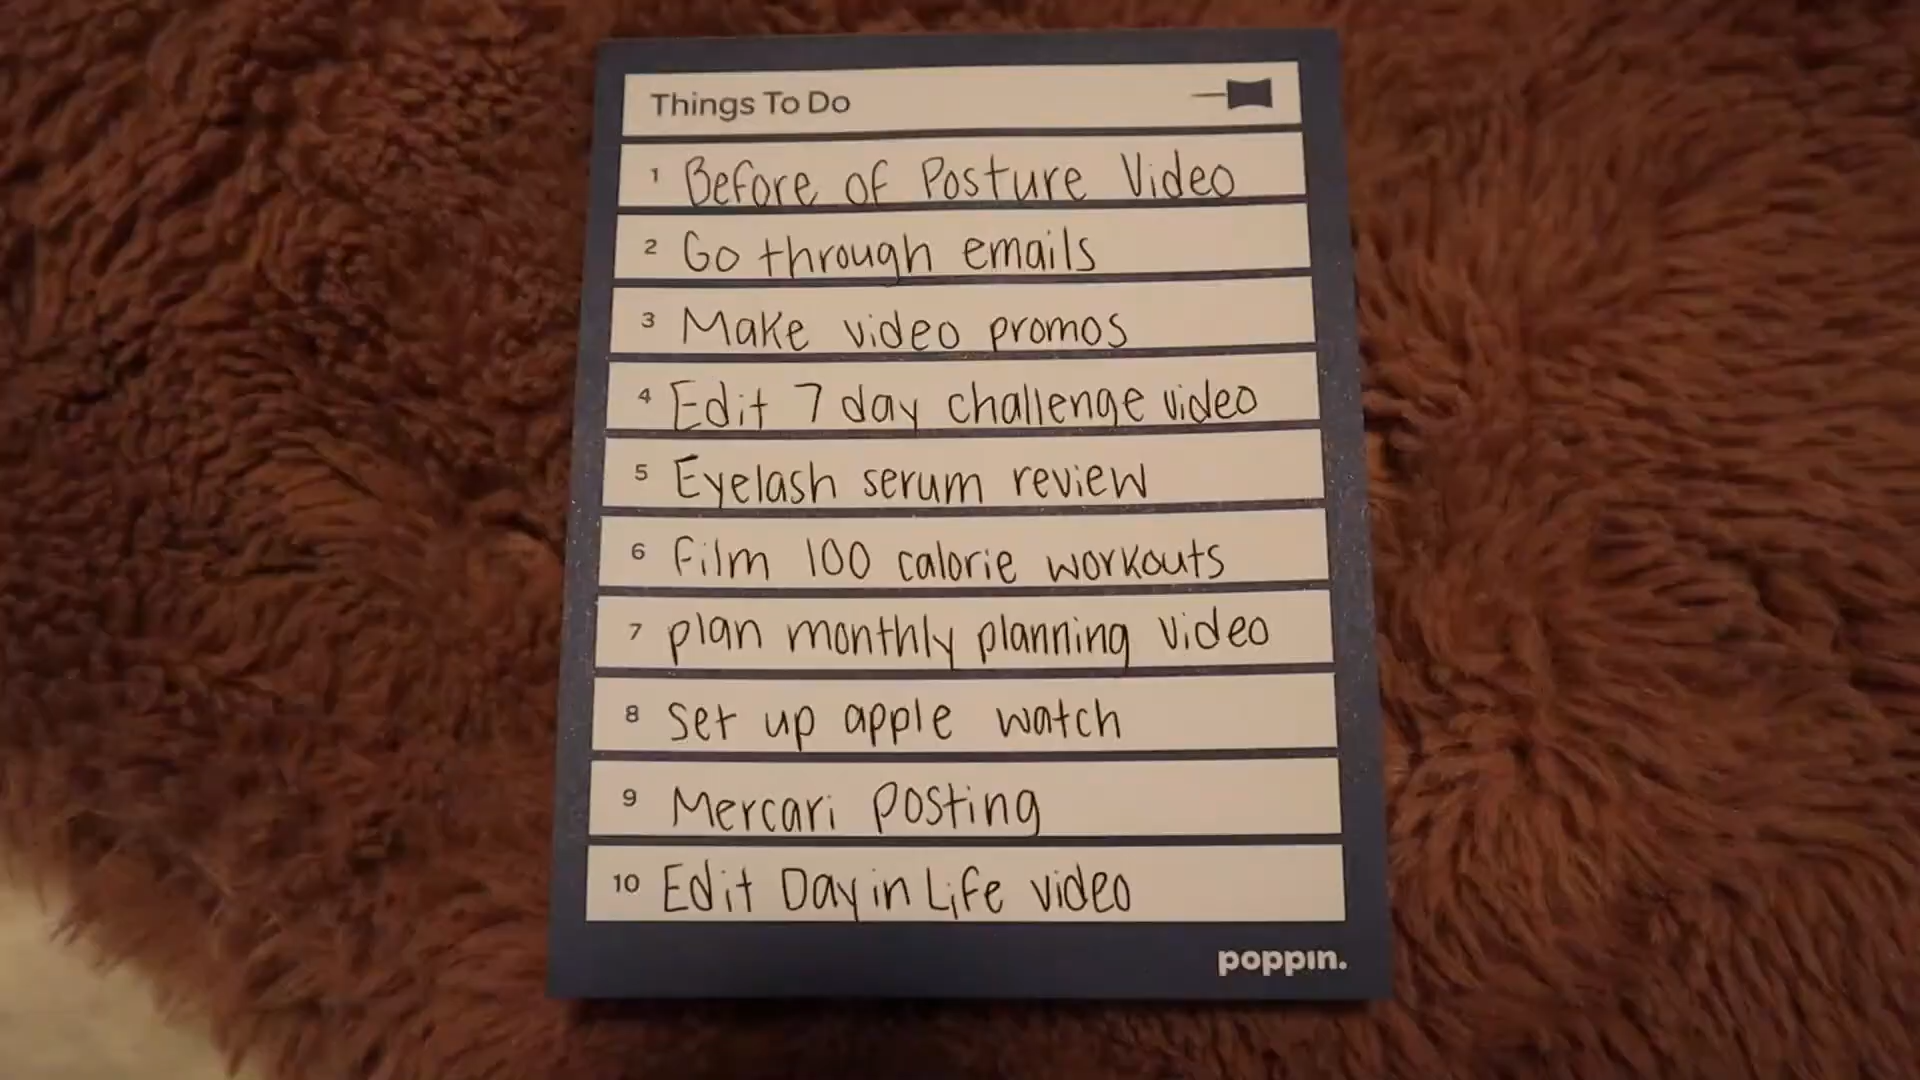 Things To Do
1 Before of Posture Video
2 Go through emails
3 Make video promos
4 Edit 7 day challenge video
5 Eyelash serum review
6 film 100 calorie workouts
7 plan monthly planning video
8 set up apple watch
9 Mercari posting
10 Edit Day in Life video
poppin.